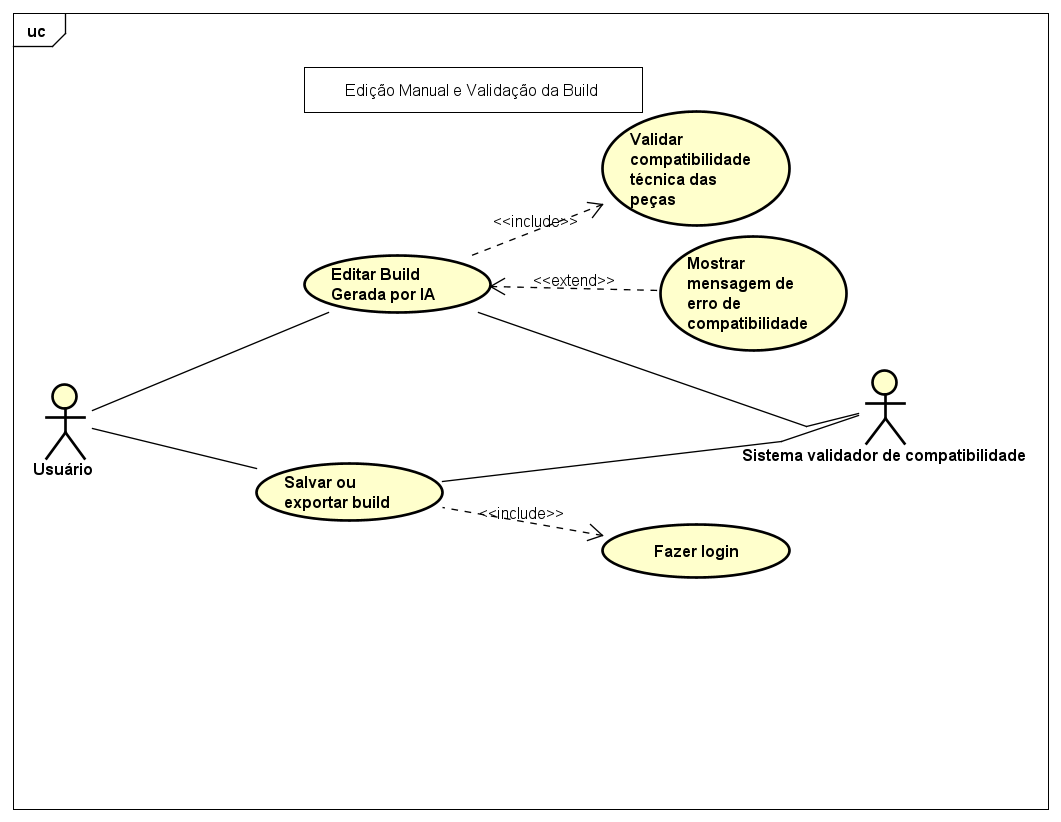 uc
Edição Manual e Validação da Build
Validar
compatibilidade
técnica das
peças
<<include>>
Editar Build
Gerada por IA
<<extend>>
Mostrar
mensagem de
erro de
compatibilidade
Usuário
Sistema validador de compatibilidade
Salvar ou
exportar build
<<include>>
Fazer login